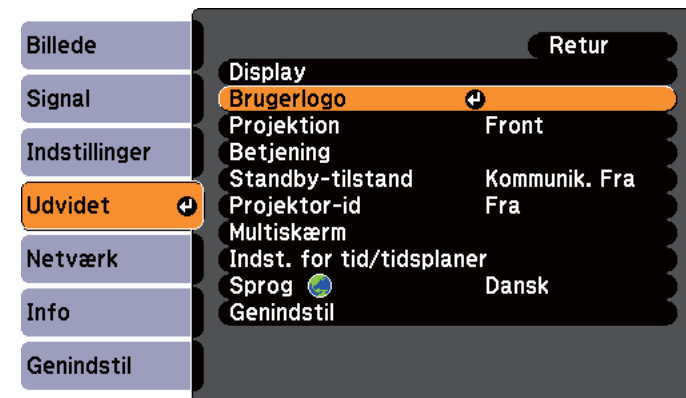 Billede
Signal
Indstillinger
Udvidet
Netværk
Info
Genindstil
Retur
Display
Brugerlogo
Projektion Front
Betjening
Standby-tilstand Kommunik. Fra
Projektor-id Fra
Multiskærm
Indst. for tid/tidsplaner
Sprog Dansk
Genindstil